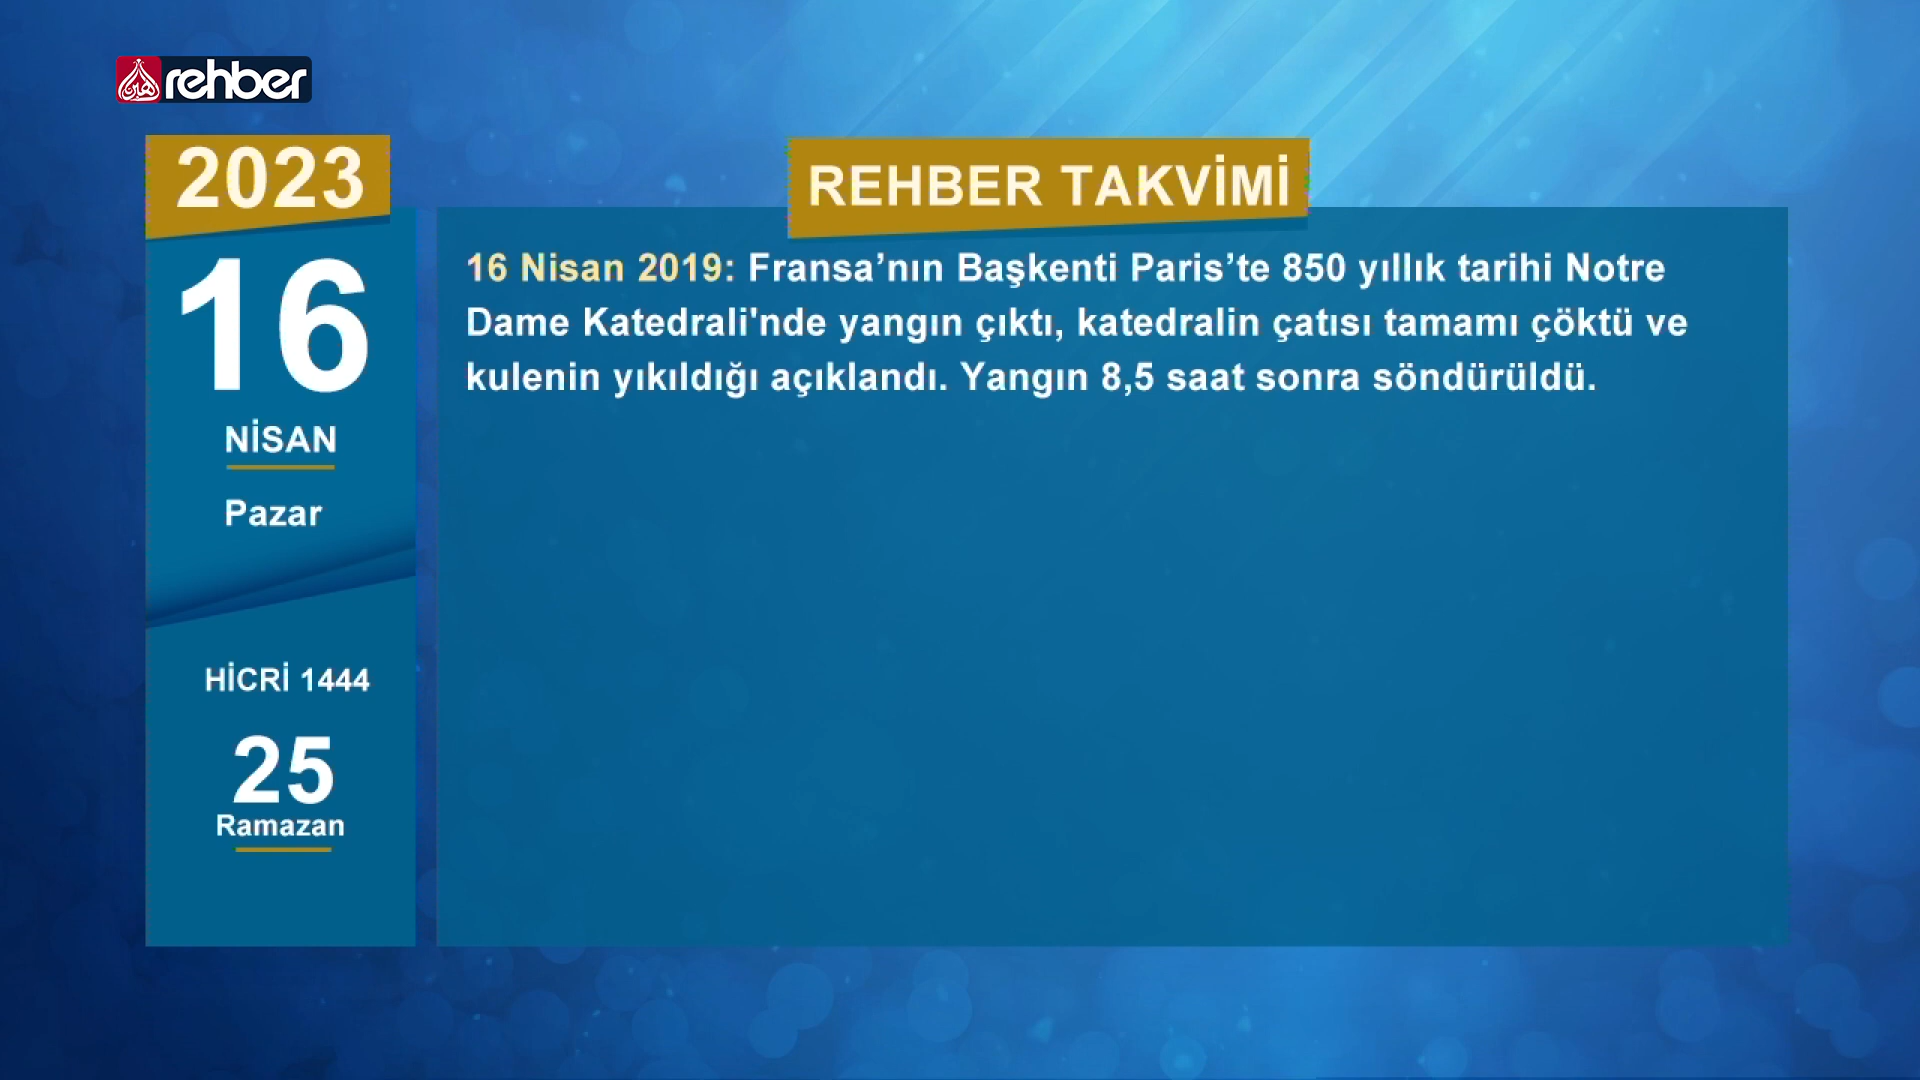 rehber
2023
16
NİSAN
Pazar
HİCRİ 1444
25
Ramazan
REHBER TAKVİMİ
16 Nisan 2019: Fransa’nın Başkenti Paris’te 850 yıllık tarihi Notre
Dame Katedrali'nde yangın çıktı, katedralin çatısı tamamı çöktü ve
kulenin yıkıldığı açıklandı. Yangın 8,5 saat sonra söndürüldü.